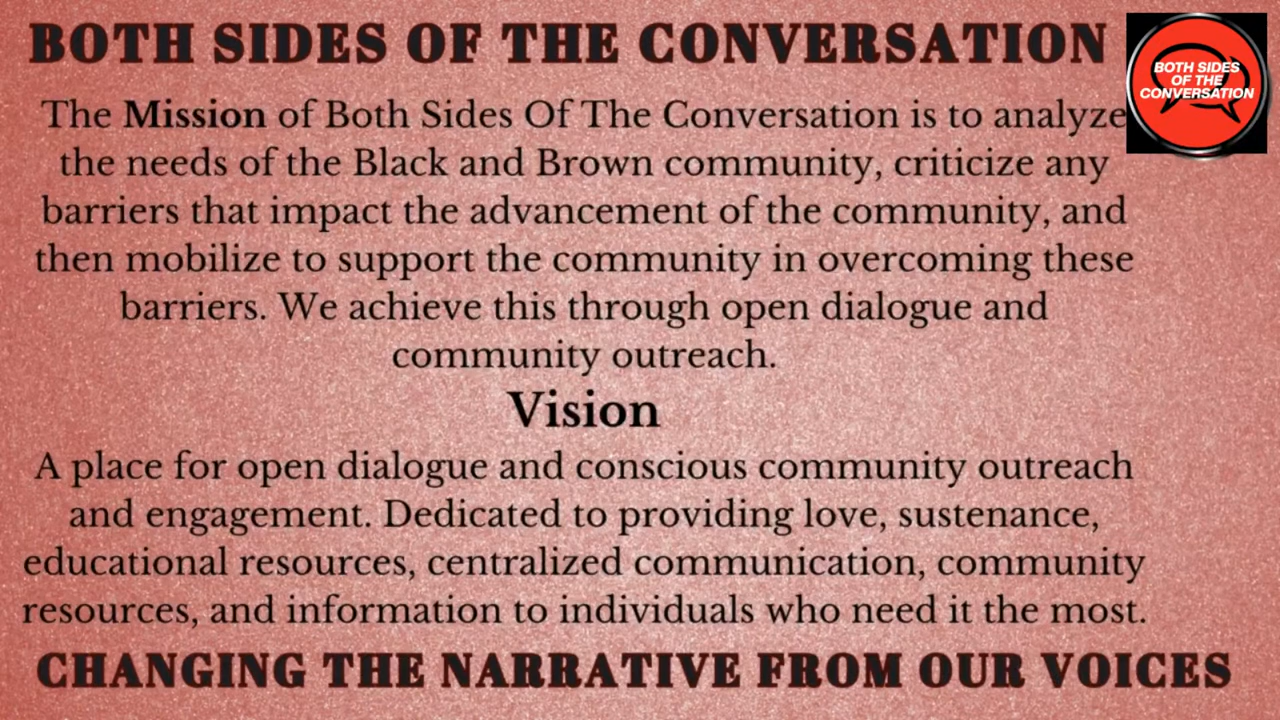 BOTH SIDES OF THE CONVERSATION
BOTH SIDES
OF THE
CONVERSATION
The Mission of Both Sides Of The Conversation is to analyze
the needs of the Black and Brown community, criticize any
barriers that impact the advancement of the community, and
then mobilize to support the community in overcoming these
barriers. We achieve this through open dialogue and
community outreach.
Vision
A place for open dialogue and conscious community outreach
and engagement. Dedicated to providing love, sustenance,
educational resources, centralized communication, community
resources, and information to individuals who need it the most.
CHANGING THE NARRATIVE FROM OUR VOICES